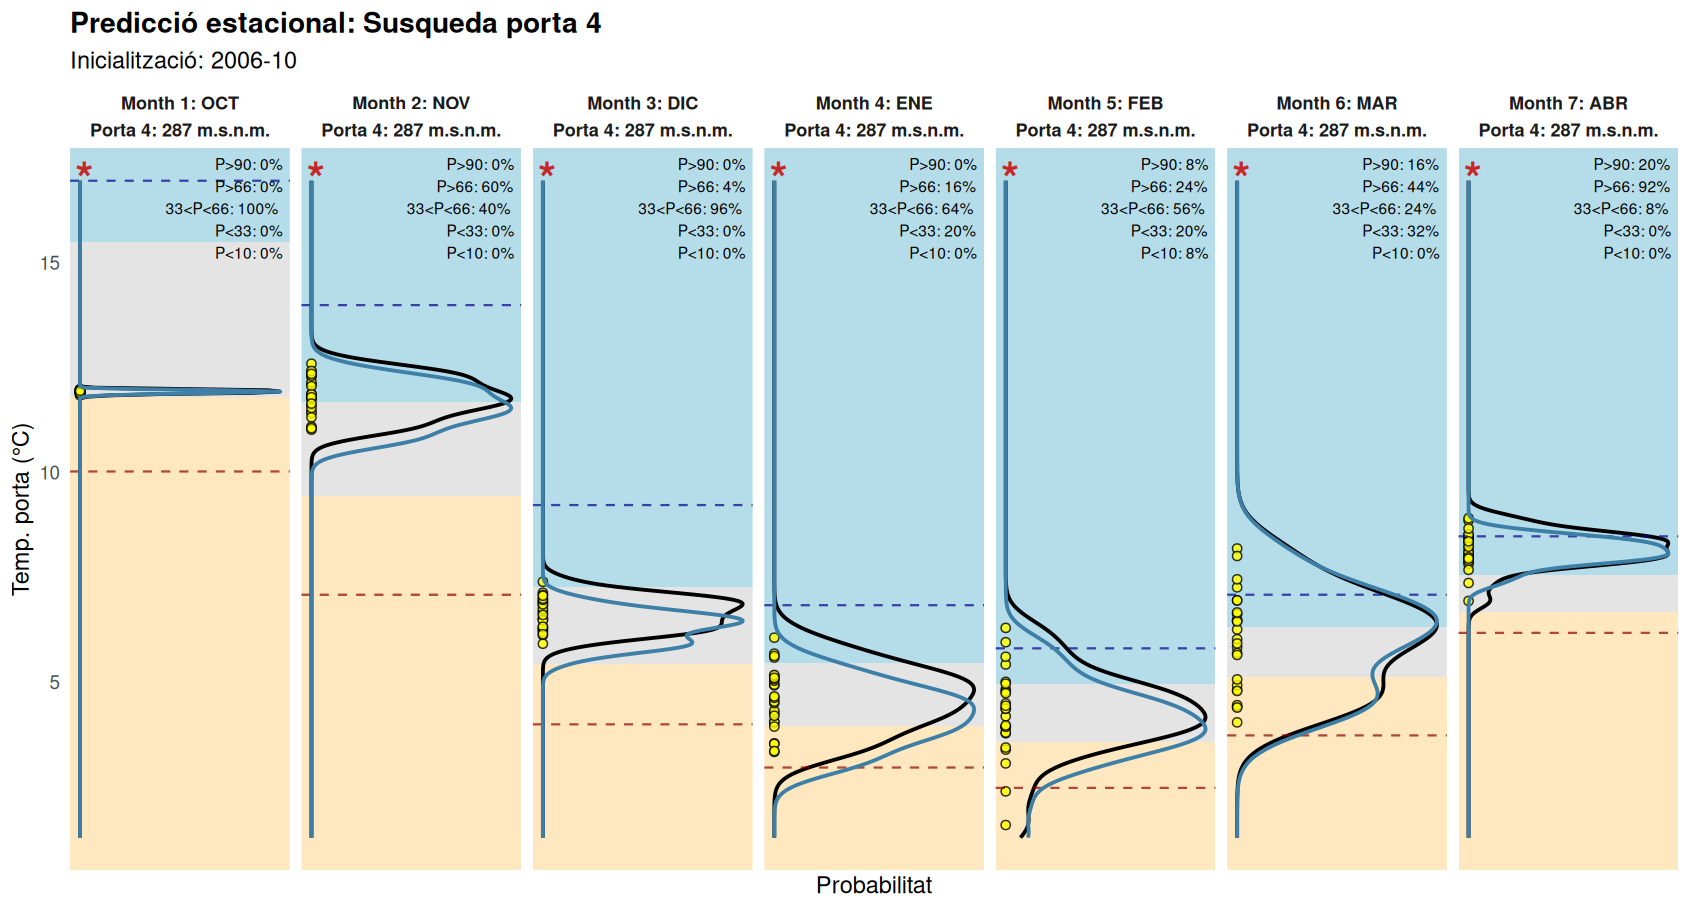 Predicció estacional: Susqueda porta 4
Inicialització: 2006-10
Month 1: OCT
Porta 4: 287 m.s.n.m.
Month 2: NOV
Porta 4: 287 m.s.n.m.
Month 3: DIC
Porta 4: 287 m.s.n.m.
Month 4: ENE
Porta 4: 287 m.s.n.m.
Month 5: FEB
Porta 4: 287 m.s.n.m.
Month 6: MAR
Porta 4: 287 m.s.n.m.
Month 7: ABR
Porta 4: 287 m.s.n.m.
*
P>90: 0%
P>66: 0%
33<P<66: 100%
P<33: 0%
P<10: 0%
*
P>90: 0%
P>66: 60%
33<P<66: 40%
P<33: 0%
P<10: 0%
*
P>90: 0%
P>66: 4%
33<P<66: 96%
P<33: 0%
P<10: 0%
*
P>90: 0%
P>66: 16%
33<P<66: 64%
P<33: 20%
P<10: 0%
*
P>90: 8%
P>66: 24%
33<P<66: 56%
P<33: 20%
P<10: 8%
*
P>90: 16%
P>66: 44%
33<P<66: 24%
P<33: 32%
P<10: 0%
*
P>90: 20%
P>66: 92%
33<P<66: 8%
P<33: 0%
P<10: 0%
15
10
5
Temp. porta (°C)
Probabilitat